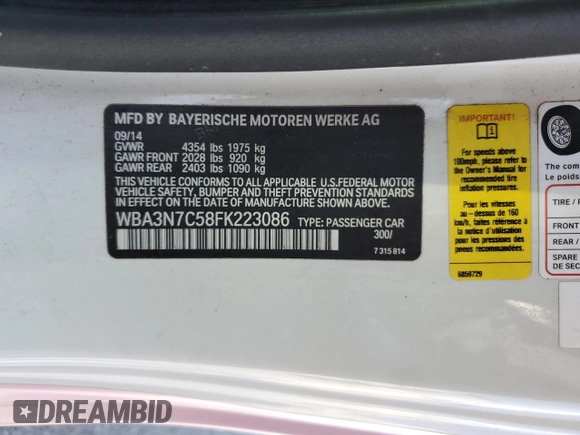 MFD BY BAYERISCHE MOTOREN WERKE AG
09/14
GVWR 4354 lbs 1975 kg
GAWR FRONT 2028 lbs 920 kg
GAWR REAR 2403 lbs 1090 kg
THIS VEHICLE CONFORMS TO ALL APPLICABLE U.S.FEDERAL MOTOR
VEHICLE SAFETY, BUMPER AND THEFT PREVENTION STANDARDS
IN EFFECT ON THE DATE OF MANUFACTURE SHOWN ABOVE.
WBA3N7C58FK223086 TYPE: PASSENGER CAR
300/
7 315 814
IMPORTANT!
For speeds above
100mph, please refer to
the Owner's Manual for
recommended tire
inflation pressures.
Pour les vitesses au
-dessus de 160
km/h, faites référence à
la notice d'utilisation
des pneus
recommandées.
6859729
The com
Le poids
TIRE /
FRONT
REAR /
SPARE
DE SEC
DREAMBID